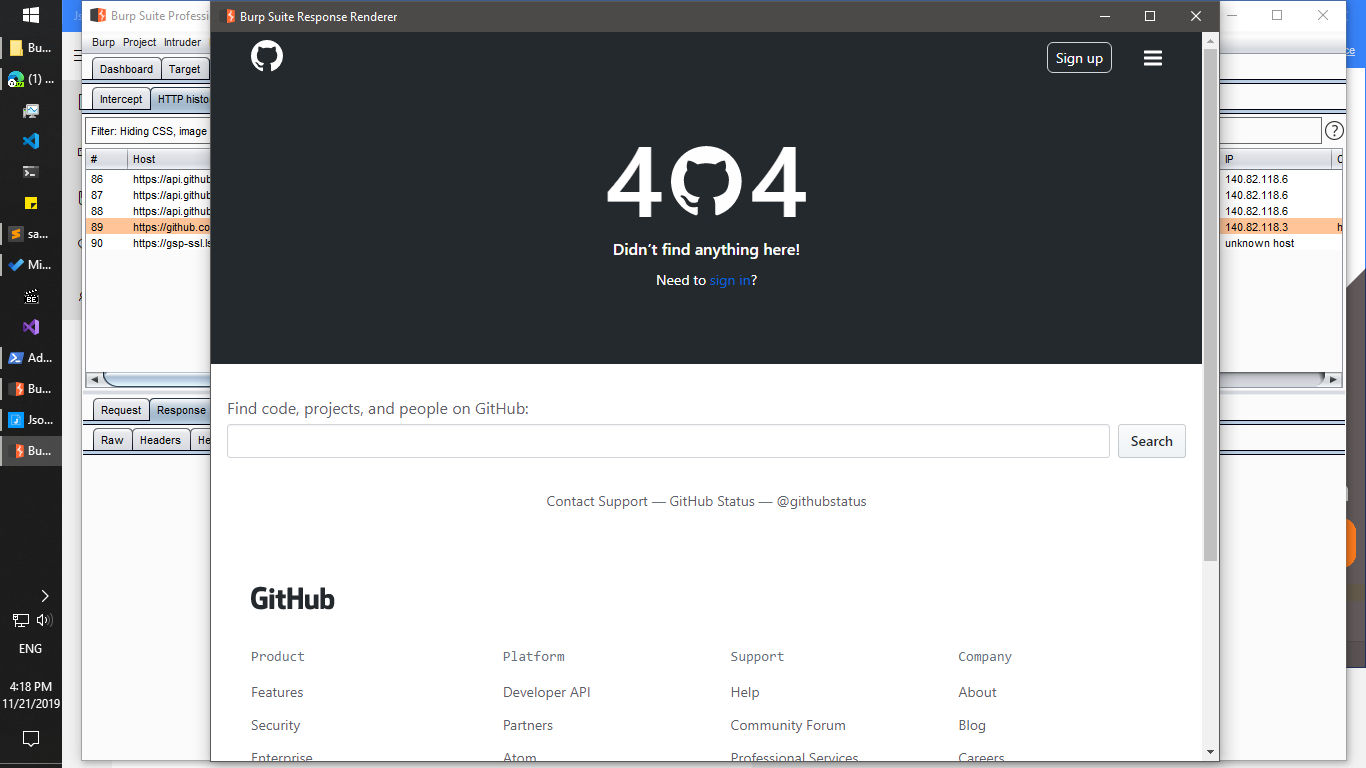 Burp Suite Professi
Burp Suite Response Renderer
Burp Project Intruder
Dashboard Target
Intercept HTTP histo
Filter: Hiding CSS, image
?
# Host IP
86 https://api.github 140.82.118.6
87 https://api.github 140.82.118.6
88 https://api.github 140.82.118.6
89 https://github.co 140.82.118.3 h
90 https://gsp-ssl.ls unknown host
Request Response
Raw Headers He
Sign up
404
Didn't find anything here!
Need to sign in?
Find code, projects, and people on GitHub:
Search
Contact Support — GitHub Status — @githubstatus
GitHub
Product Platform Support Company
Features Developer API Help About
Security Partners Community Forum Blog
Enterprise Atom Professional Services Careers
Bu...
(1) ...
sa...
Mi...
BE
Ad...
Bu...
Jso...
Bu...
ENG
4:18 PM
11/21/2019